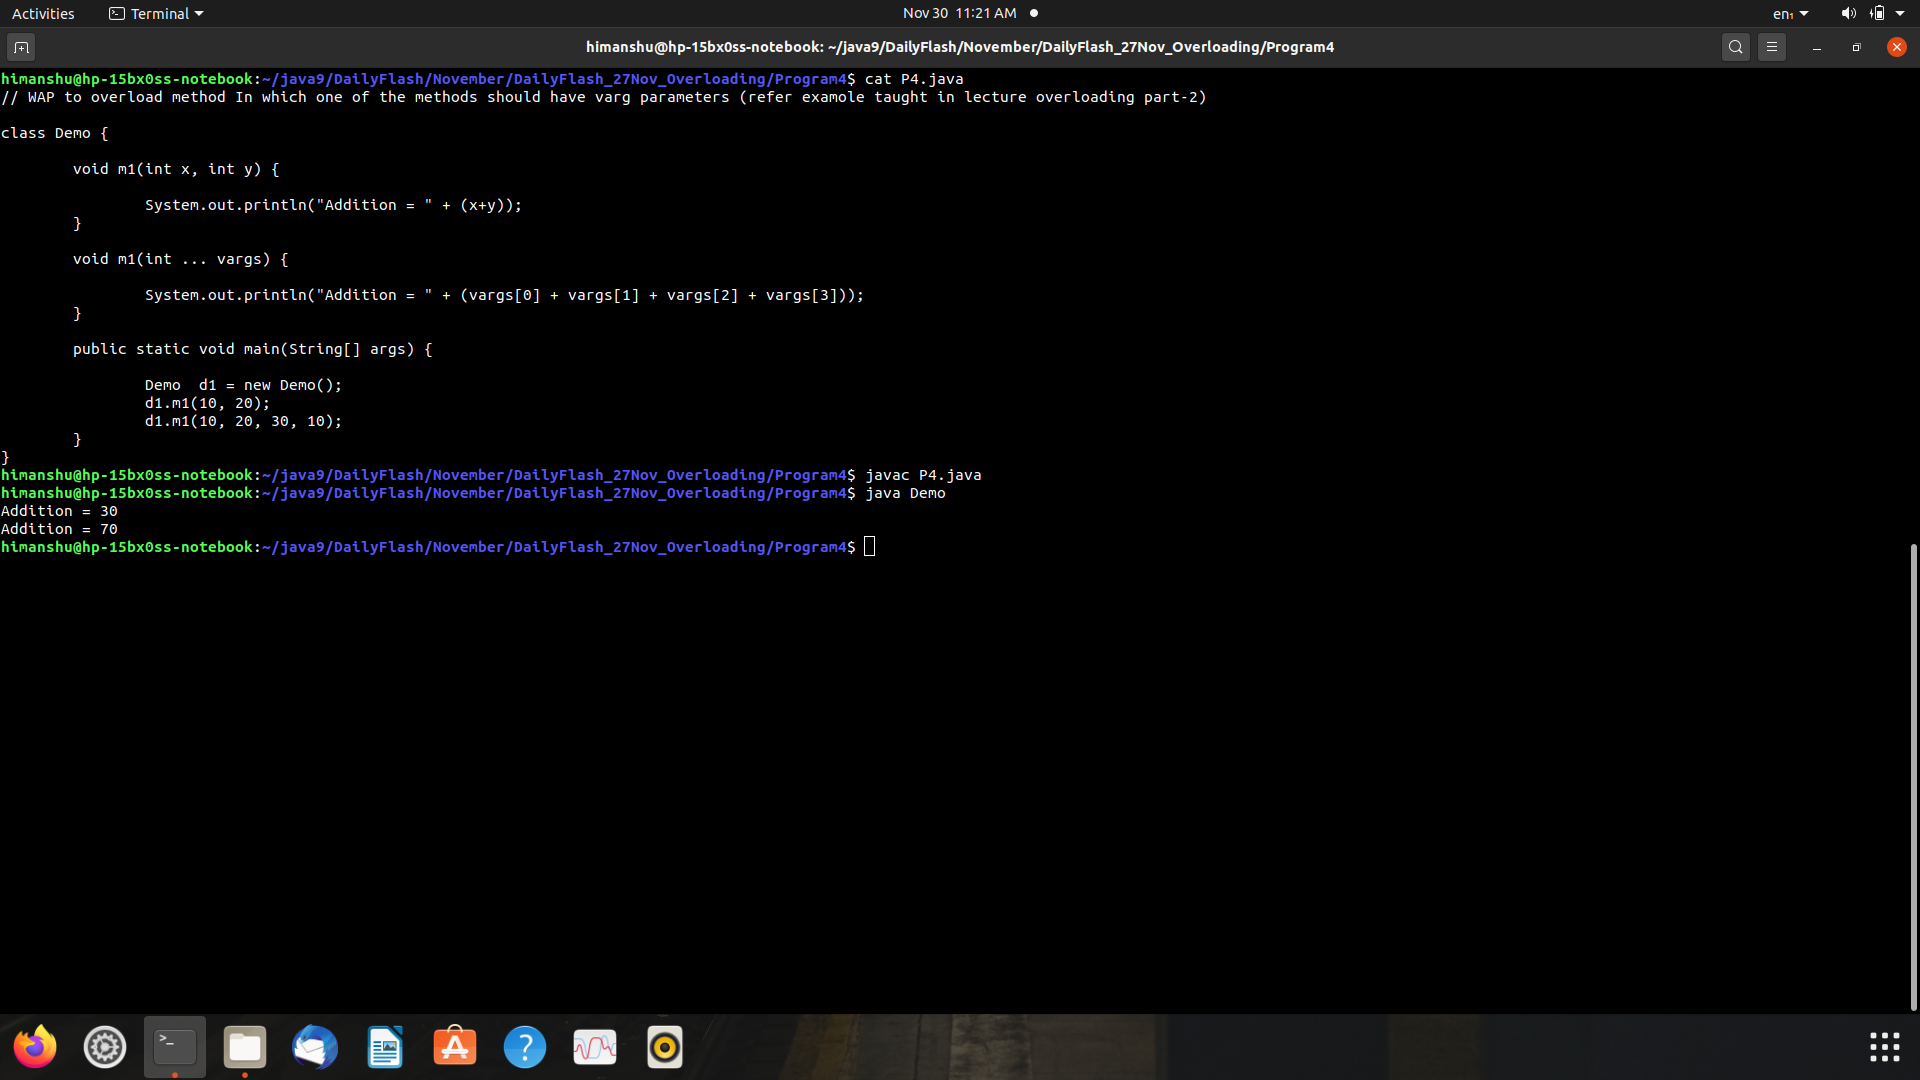 Activities Terminal Nov 30 11:21 AM en₁
himanshu@hp-15bx0ss-notebook: ~/java9/DailyFlash/November/DailyFlash_27Nov_Overloading/Program4
himanshu@hp-15bx0ss-notebook:~/java9/DailyFlash/November/DailyFlash_27Nov_Overloading/Program4$ cat P4.java
// WAP to overload method In which one of the methods should have varg parameters (refer examole taught in lecture overloading part-2)
class Demo {
void m1(int x, int y) {
System.out.println("Addition = " + (x+y));
}
void m1(int ... vargs) {
System.out.println("Addition = " + (vargs[0] + vargs[1] + vargs[2] + vargs[3]));
}
public static void main(String[] args) {
Demo  d1 = new Demo();
d1.m1(10, 20);
d1.m1(10, 20, 30, 10);
}
}
himanshu@hp-15bx0ss-notebook:~/java9/DailyFlash/November/DailyFlash_27Nov_Overloading/Program4$ javac P4.java
himanshu@hp-15bx0ss-notebook:~/java9/DailyFlash/November/DailyFlash_27Nov_Overloading/Program4$ java Demo
Addition = 30
Addition = 70
himanshu@hp-15bx0ss-notebook:~/java9/DailyFlash/November/DailyFlash_27Nov_Overloading/Program4$